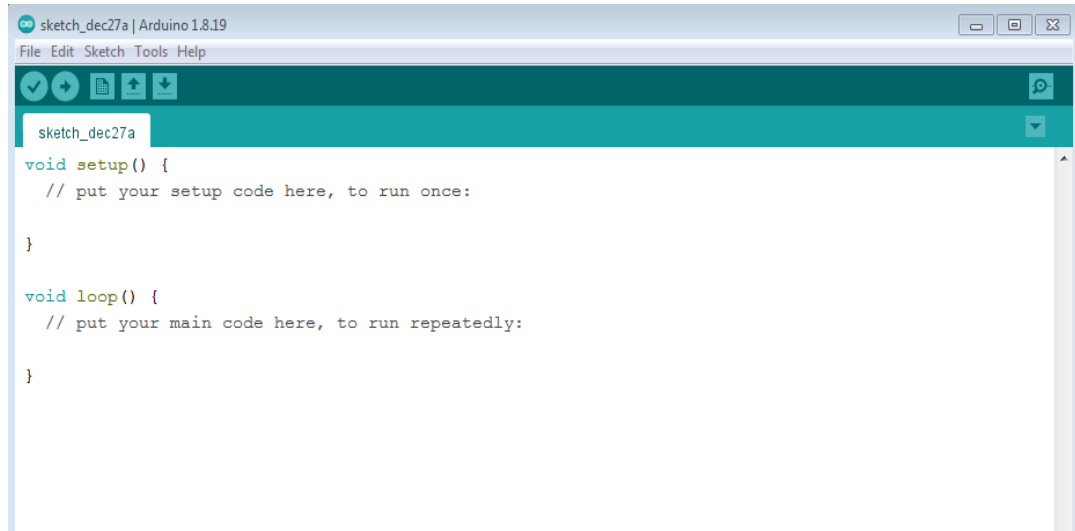 sketch_dec27a | Arduino 1.8.19
File Edit Sketch Tools Help
sketch_dec27a
void setup() {
  // put your setup code here, to run once:
}
void loop() {
  // put your main code here, to run repeatedly:
}